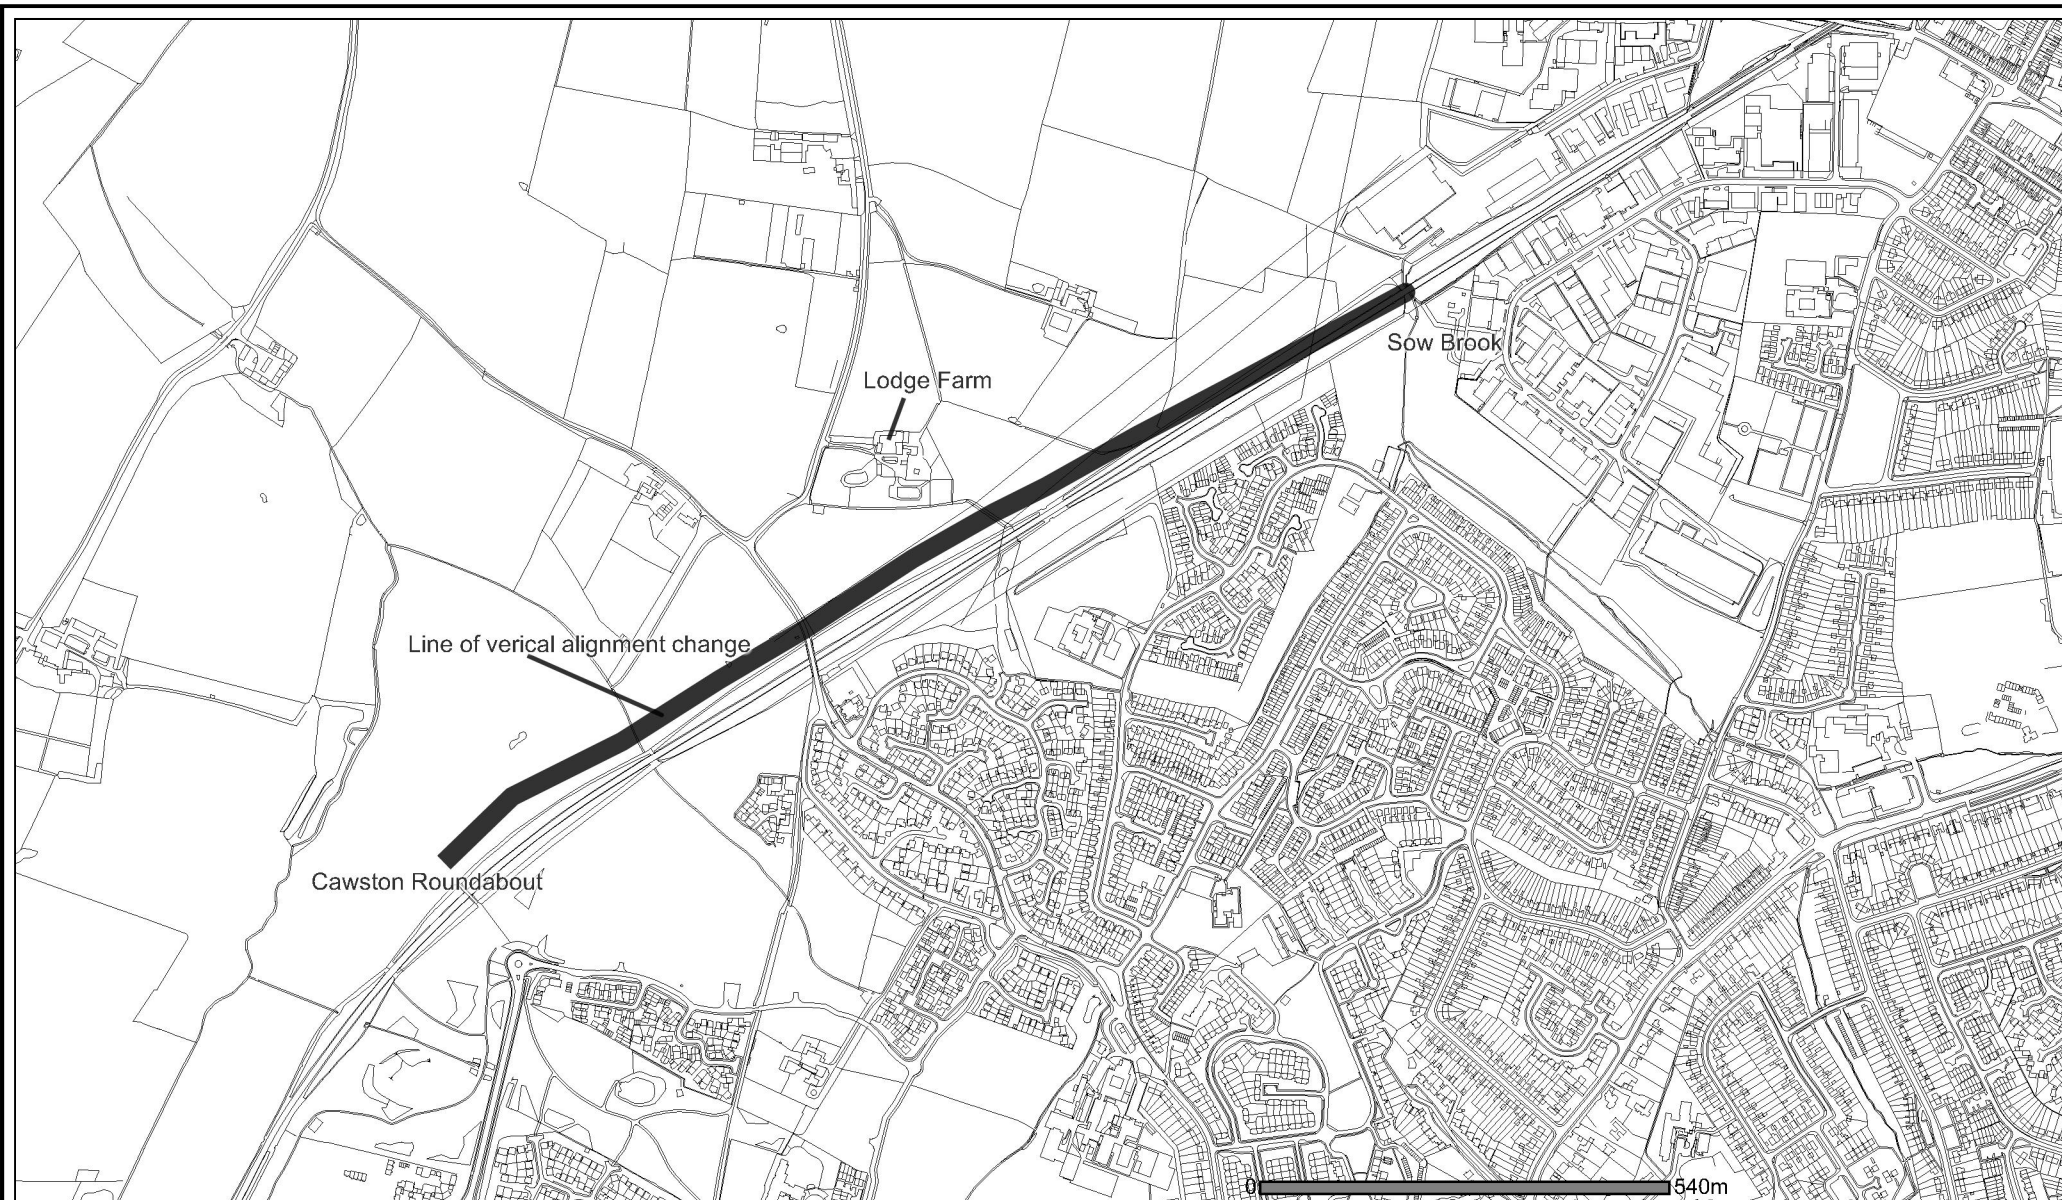 Sow Brook
Lodge Farm
Line of verical alignment change
Cawston Roundabout
0 540m